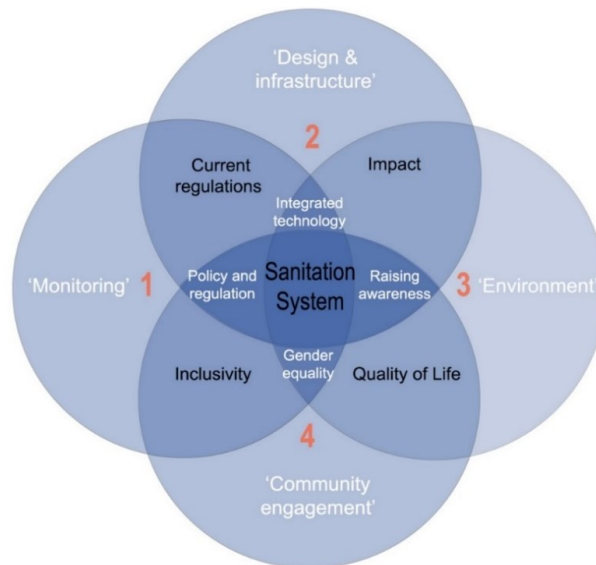 'Design &
infrastructure'
2
Current
regulations
Impact
Integrated
technology
'Monitoring'
1
Policy and
regulation
Sanitation
System
Raising
awareness
3
'Environment'
Inclusivity
Gender
equality
Quality of Life
4
'Community
engagement'